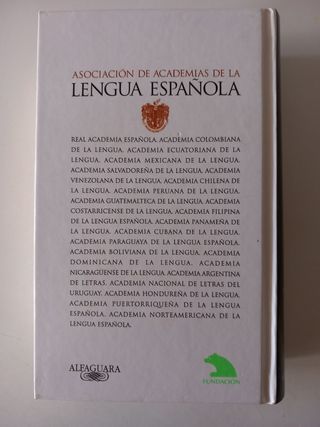 ASOCIACIÓN DE ACADEMIAS DE LA
LENGUA ESPAÑOLA
REAL ACADEMIA ESPAÑOLA. ACADEMIA COLOMBIANA
DE LA LENGUA. ACADEMIA ECUATORIANA DE LA
LENGUA. ACADEMIA MEXICANA DE LA LENGUA.
ACADEMIA SALVADOREÑA DE LA LENGUA. ACADEMIA
VENEZOLANA DE LA LENGUA. ACADEMIA CHILENA DE
LA LENGUA. ACADEMIA PERUANA DE LA LENGUA.
ACADEMIA GUATEMALTECA DE LA LENGUA. ACADEMIA
COSTARRICENSE DE LA LENGUA. ACADEMIA FILIPINA
DE LA LENGUA ESPAÑOLA. ACADEMIA PANAMEÑA DE
LA LENGUA. ACADEMIA CUBANA DE LA LENGUA.
ACADEMIA PARAGUAYA DE LA LENGUA ESPAÑOLA.
ACADEMIA BOLIVIANA DE LA LENGUA. ACADEMIA
DOMINICANA DE LA LENGUA. ACADEMIA
NICARAGÜENSE DE LA LENGUA. ACADEMIA ARGENTINA
DE LETRAS. ACADEMIA NACIONAL DE LETRAS DEL
URUGUAY. ACADEMIA HONDUREÑA DE LA LENGUA.
ACADEMIA PUERTORRIQUEÑA DE LA LENGUA
ESPAÑOLA. ACADEMIA NORTEAMERICANA DE LA
LENGUA ESPAÑOLA.
ALFAGUARA
FUNDACIÓN